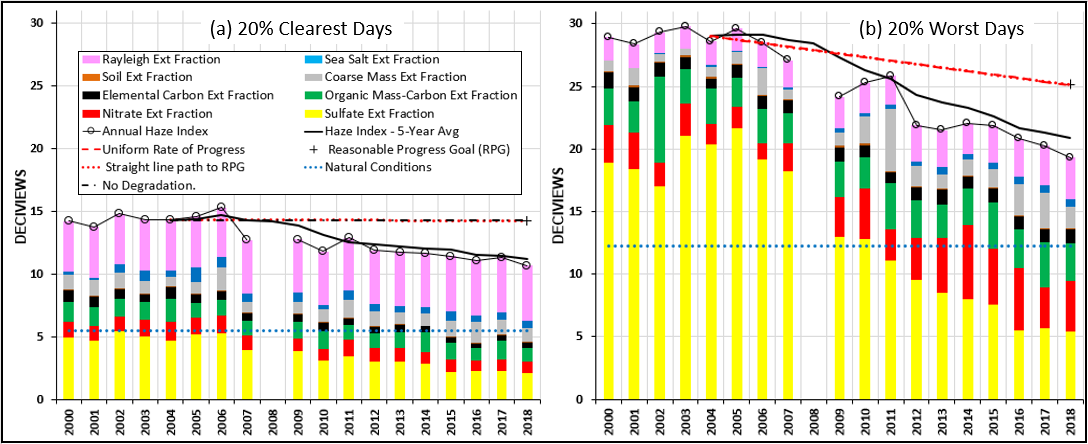 (a) 20% Clearest Days
DECIVIEWS
30
25
20
15
10
5
0
Rayleigh Ext Fraction
Sea Salt Ext Fraction
Soil Ext Fraction
Coarse Mass Ext Fraction
Elemental Carbon Ext Fraction
Organic Mass-Carbon Ext Fraction
Nitrate Ext Fraction
Sulfate Ext Fraction
Annual Haze Index
Haze Index - 5-Year Avg
Uniform Rate of Progress
Reasonable Progress Goal (RPG)
Straight line path to RPG
Natural Conditions
No Degradation.
2000
2001
2002
2003
2004
2005
2006
2007
2008
2009
2010
2011
2012
2013
2014
2015
2016
2017
2018
(b) 20% Worst Days
DECIVIEWS
30
25
20
15
10
5
0
2000
2001
2002
2003
2004
2005
2006
2007
2008
2009
2010
2011
2012
2013
2014
2015
2016
2017
2018